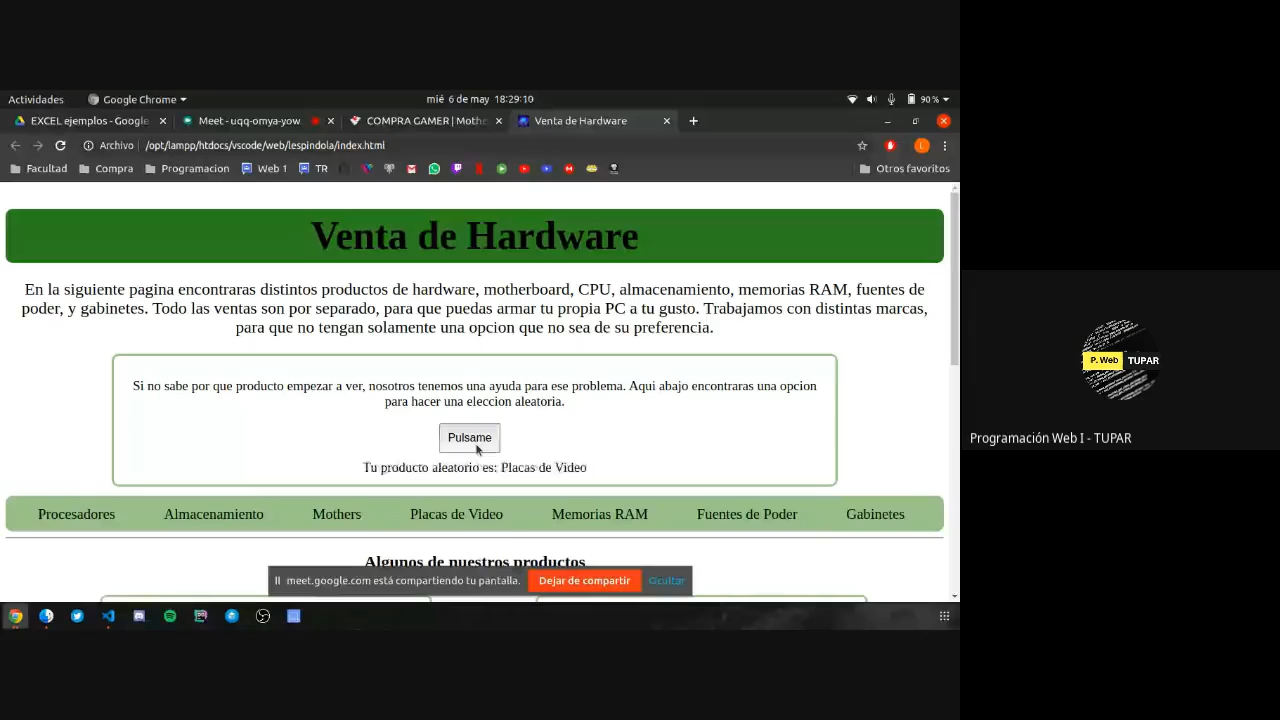 Actividades Google Chrome mié 6 de may 18:29:10 90%
EXCEL ejemplos - Google Meet - uqq-omya-yow COMPRA GAMER | Moth Venta de Hardware
Archivo /opt/lampp/htdocs/vscode/web/lespindola/index.html L
Facultad Compra Programacion Web 1 TR Otros favoritos
Venta de Hardware
En la siguiente pagina encontraras distintos productos de hardware, motherboard, CPU, almacenamiento, memorias RAM, fuentes de
poder, y gabinetes. Todo las ventas son por separado, para que puedas armar tu propia PC a tu gusto. Trabajamos con distintas marcas,
para que no tengan solamente una opcion que no sea de su preferencia.
Si no sabe por que producto empezar a ver, nosotros tenemos una ayuda para ese problema. Aqui abajo encontraras una opcion
para hacer una eleccion aleatoria.
Pulsame
Tu producto aleatorio es: Placas de Video
Procesadores Almacenamiento Mothers Placas de Video Memorias RAM Fuentes de Poder Gabinetes
Algunos de nuestros productos
meet.google.com está compartiendo tu pantalla. Dejar de compartir Ocultar
P. Web TUPAR
Programación Web I - TUPAR